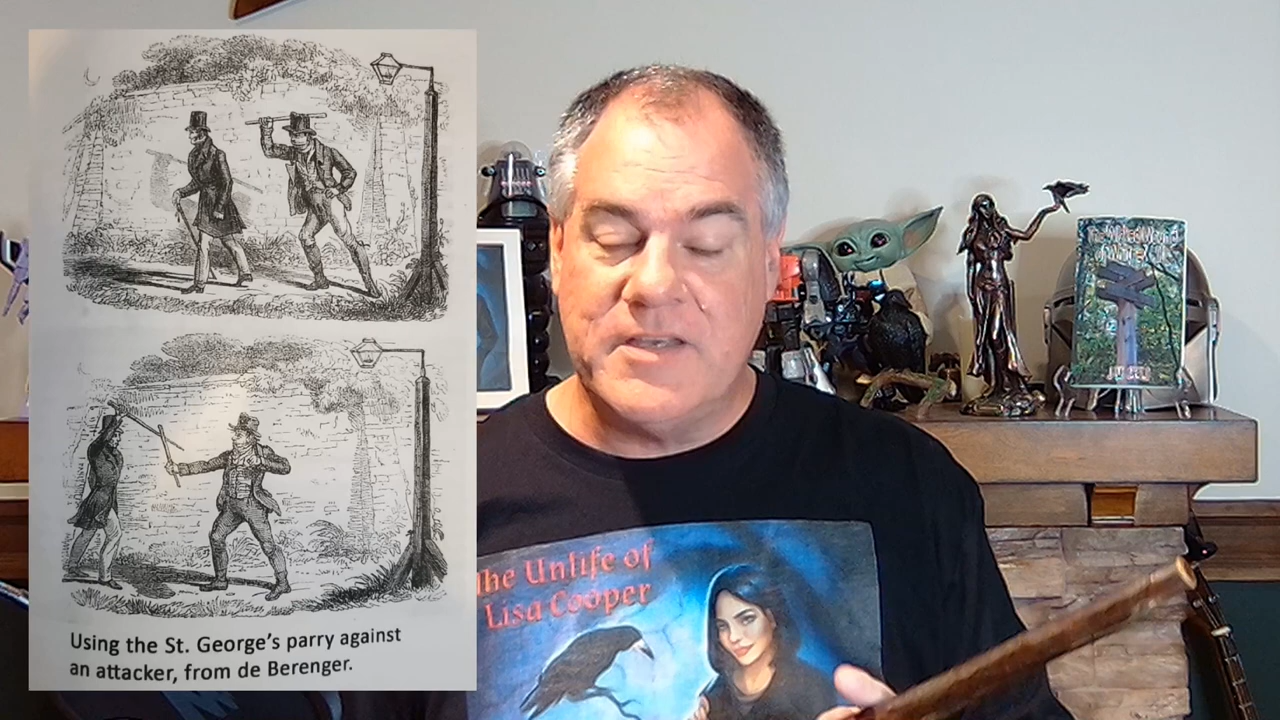 Using the St. George's parry against
an attacker, from de Berenger.
The Unlife of
Lisa Cooper